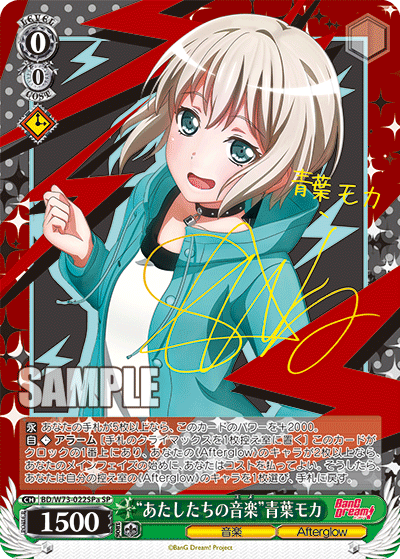 LEVEL
0
0
COST
青葉モカ
SAMPLE
永 あなたの手札が5枚以上なら、このカードのパワーを+2000。
自 アラーム [手札のクライマックスを1枚控え室に置く] このカードが
クロックの1番上にあり、あなたの《Afterglow》のキャラが2枚以上なら、
あなたのメインフェイズの始めに、あなたはコストを払ってよい。そうしたら、
あなたは自分の控え室の《Afterglow》のキャラを1枚選び、手札に戻す。
CH BD/W73-022SPa SP
“あたしたちの音楽”青葉モカ
BanG Dream!
POWER
1500
音楽
Afterglow
©BanG Dream! Project